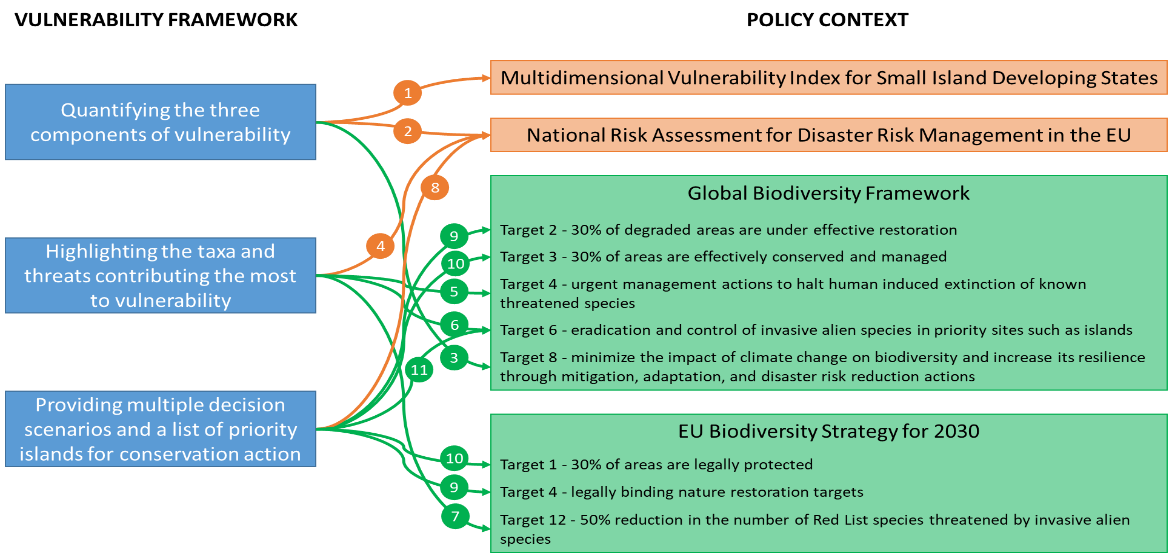 VULNERABILITY FRAMEWORK
POLICY CONTEXT
Quantifying the three
components of vulnerability
Highlighting the taxa and
threats contributing the most
to vulnerability
Providing multiple decision
scenarios and a list of priority
islands for conservation action
1
2
8
4
9
10
5
6
3
11
10
9
7
Multidimensional Vulnerability Index for Small Island Developing States
National Risk Assessment for Disaster Risk Management in the EU
Global Biodiversity Framework
Target 2 - 30% of degraded areas are under effective restoration
Target 3 - 30% of areas are effectively conserved and managed
Target 4 - urgent management actions to halt human induced extinction of known
threatened species
Target 6 - eradication and control of invasive alien species in priority sites such as islands
Target 8 - minimize the impact of climate change on biodiversity and increase its resilience
through mitigation, adaptation, and disaster risk reduction actions
EU Biodiversity Strategy for 2030
Target 1 - 30% of areas are legally protected
Target 4 - legally binding nature restoration targets
Target 12 - 50% reduction in the number of Red List species threatened by invasive alien
species